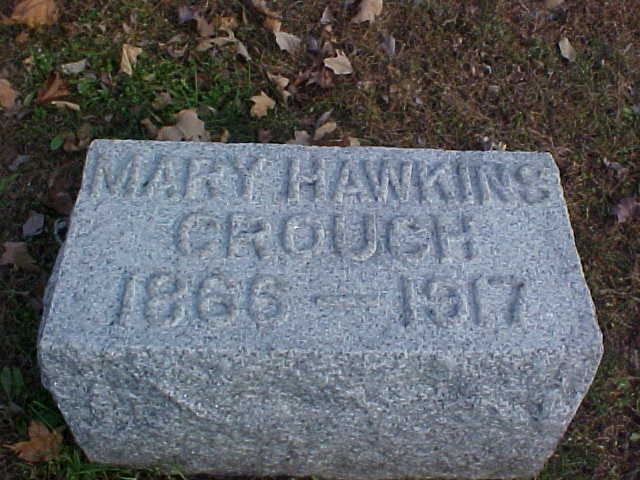 MARY HAWKINS
CROUCH
1866 — 1917